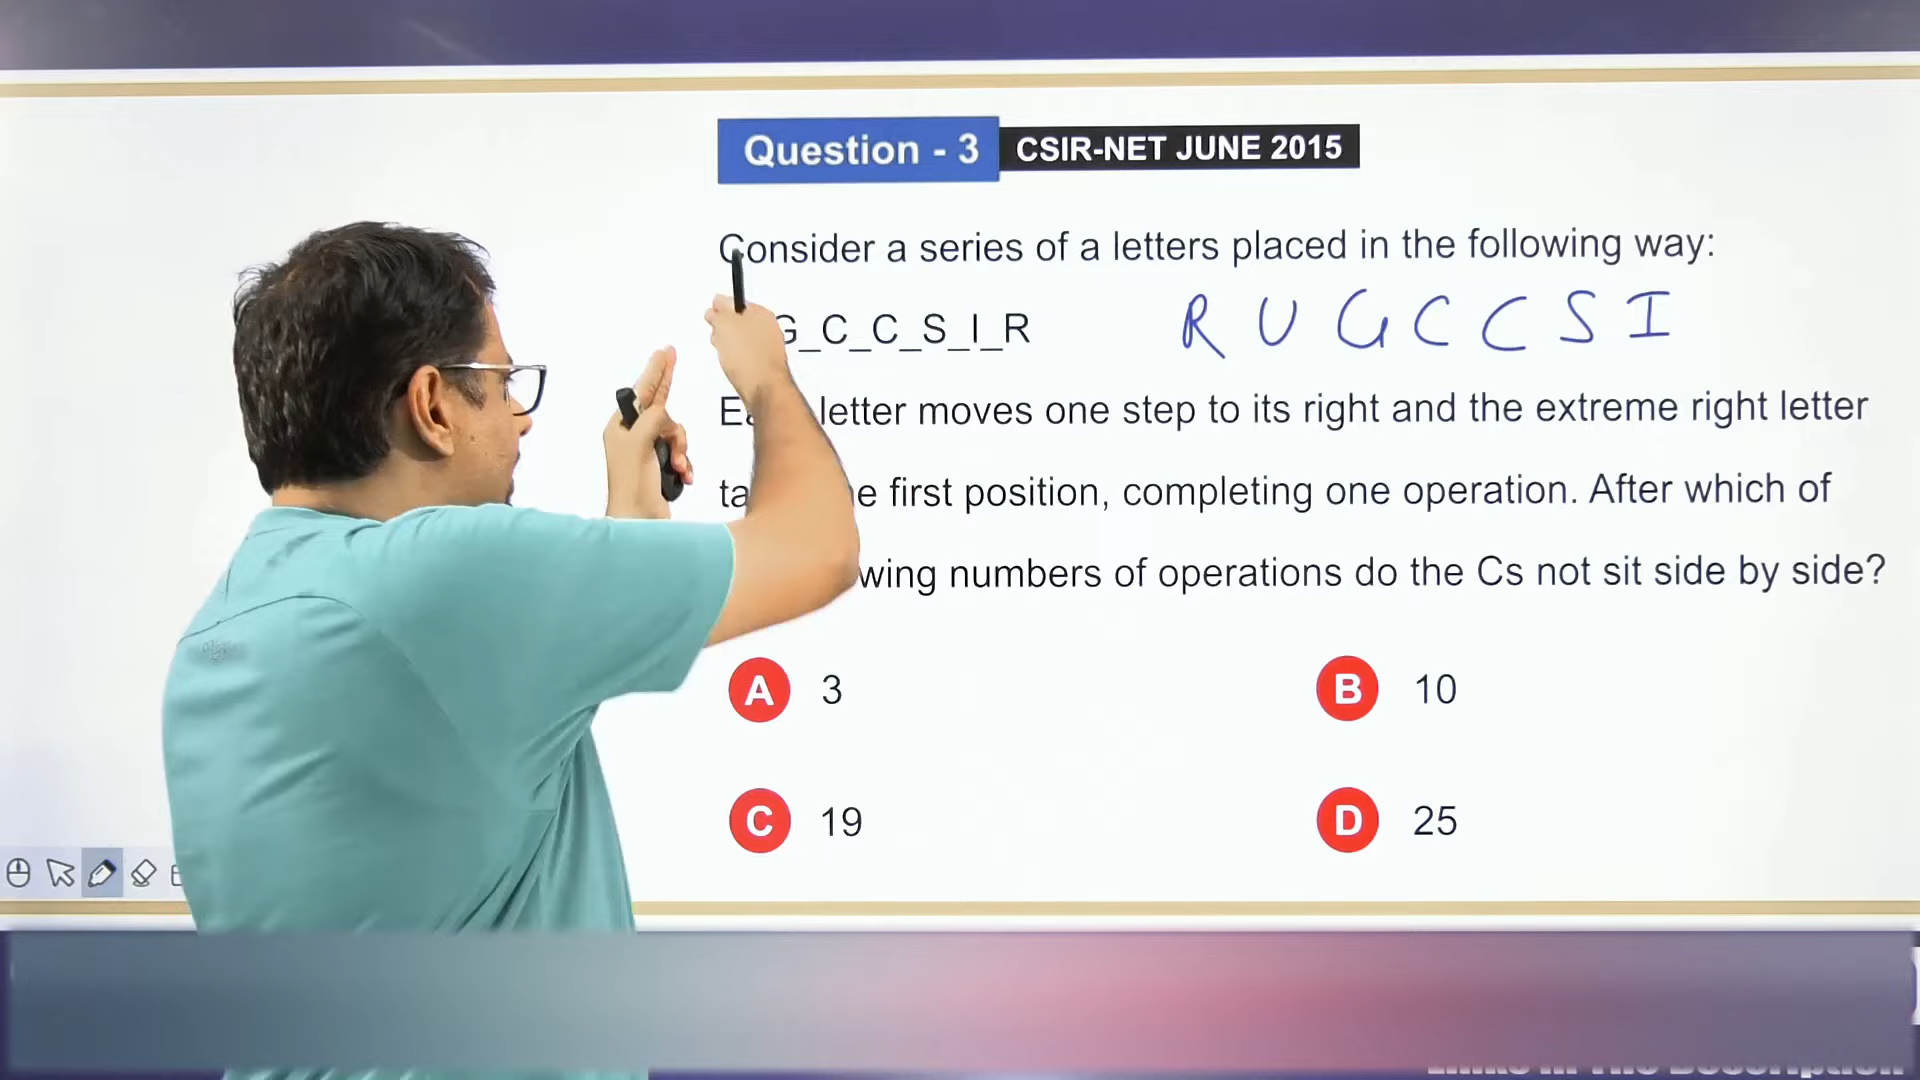 Question - 3 CSIR-NET JUNE 2015
Consider a series of a letters placed in the following way:
G_C_C_S_I_R R U G C C S I
letter moves one step to its right and the extreme right letter
first position, completing one operation. After which of
numbers of operations do the Cs not sit side by side?
A 3 B 10
C 19 D 25